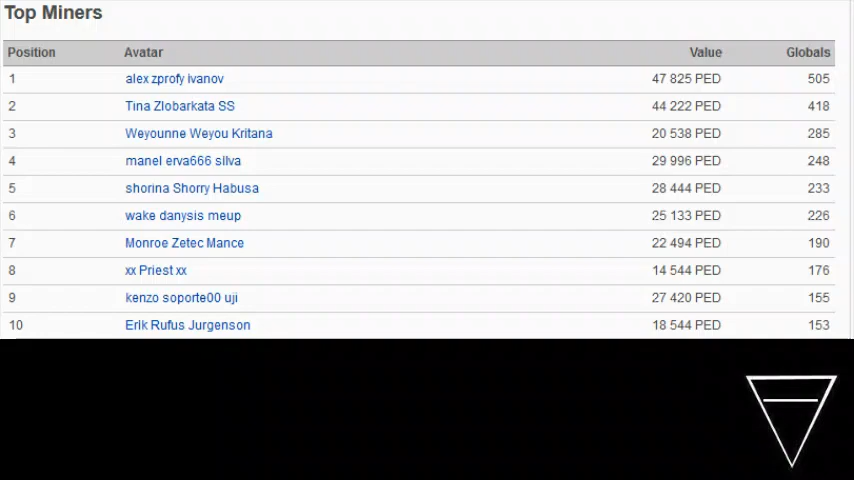 Top Miners
Position Avatar Value Globals
1 alex zprofy ivanov 47 825 PED 505
2 Tina Zlobarkata SS 44 222 PED 418
3 Weyounne Weyou Kritana 20 538 PED 285
4 manel erva666 silva 29 996 PED 248
5 shorina Shorry Habusa 28 444 PED 233
6 wake danysis meup 25 133 PED 226
7 Monroe Zetec Mance 22 494 PED 190
8 xx Priest xx 14 544 PED 176
9 kenzo soporte00 uji 27 420 PED 155
10 Erik Rufus Jurgenson 18 544 PED 153